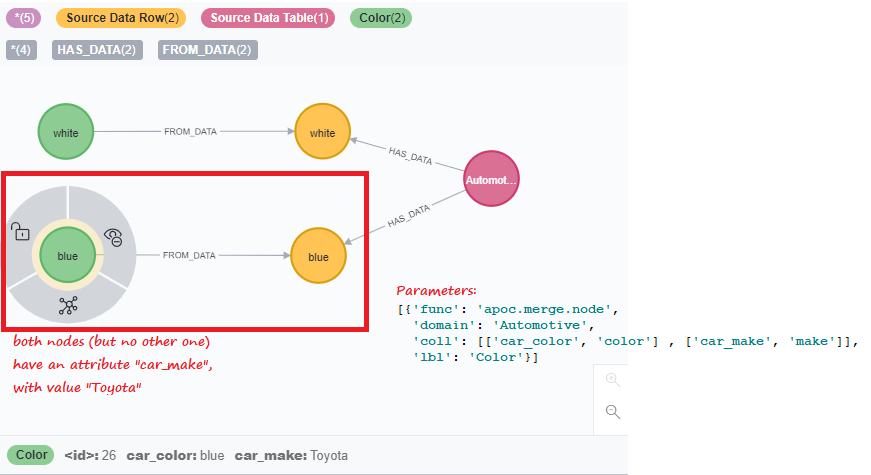 *(5) Source Data Row(2) Source Data Table(1) Color(2)
*(4) HAS_DATA(2) FROM_DATA(2)
white FROM_DATA white
HAS_DATA
Automot…
HAS_DATA
blue FROM_DATA blue
Parameters:
[{'func': 'apoc.merge.node',
'domain': 'Automotive',
'coll': [['car_color', 'color'] , ['car_make', 'make']],
'lbl': 'Color'}]
both nodes (but no other one)
have an attribute "car_make",
with value "Toyota"
Color <id>: 26 car_color: blue car_make: Toyota